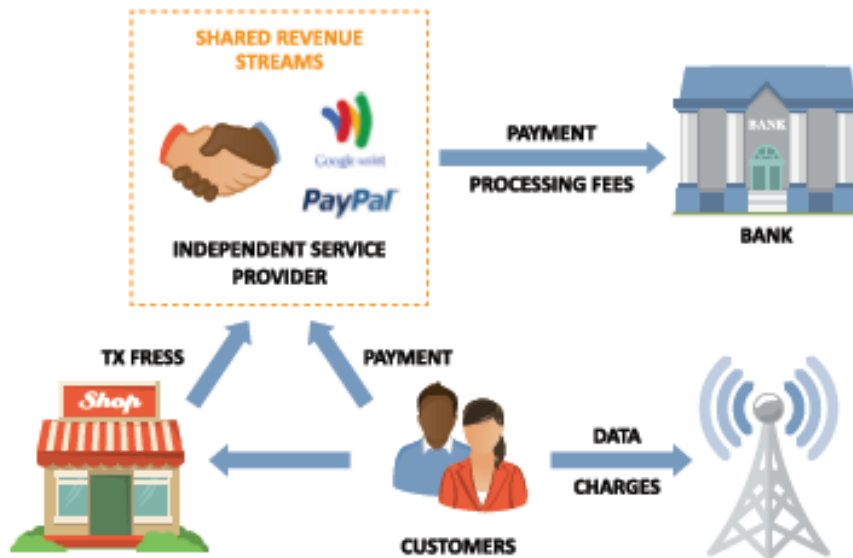 SHARED REVENUE
STREAMS
Google wallet
PayPal
INDEPENDENT SERVICE
PROVIDER
PAYMENT
PROCESSING FEES
BANK
BANK
TX FRESS
PAYMENT
Shop
DATA
CHARGES
CUSTOMERS